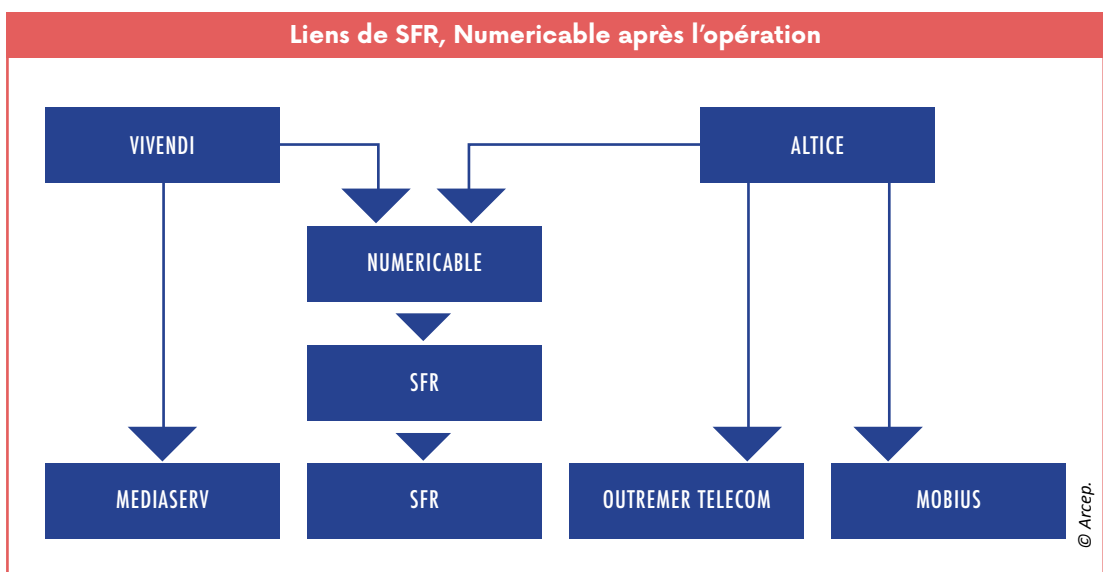 Liens de SFR, Numericable après l’opération
VIVENDI
ALTICE
NUMERICABLE
SFR
MEDIASERV
SFR
OUTREMER TELECOM
MOBIUS
© Arcep.